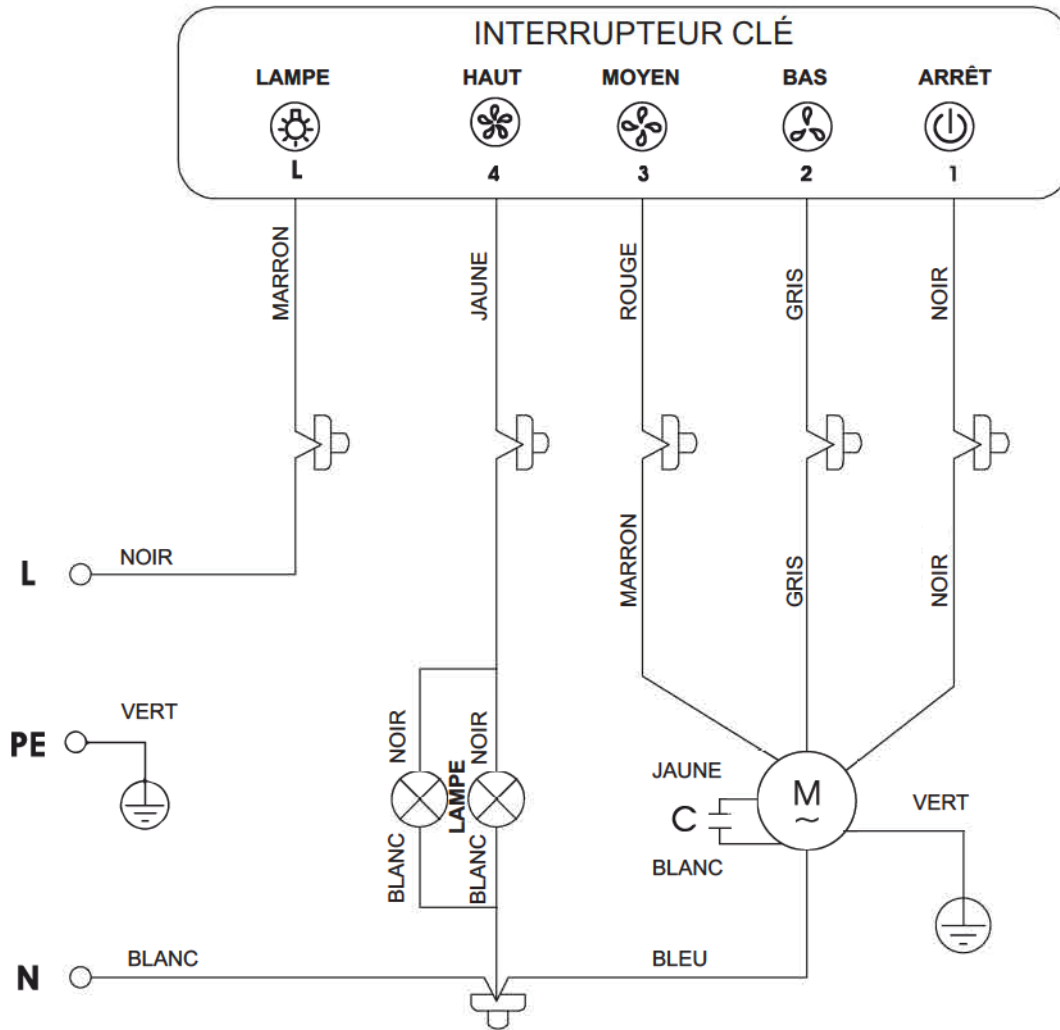 INTERRUPTEUR CLÉ
LAMPE HAUT MOYEN BAS ARRÊT
L 4 3 2 1
MARRON JAUNE ROUGE GRIS NOIR
L NOIR
MARRON GRIS NOIR
PE VERT
NOIR NOIR
LAMPE
BLANC BLANC
JAUNE
C
BLANC
M
~
VERT
N BLANC
BLEU